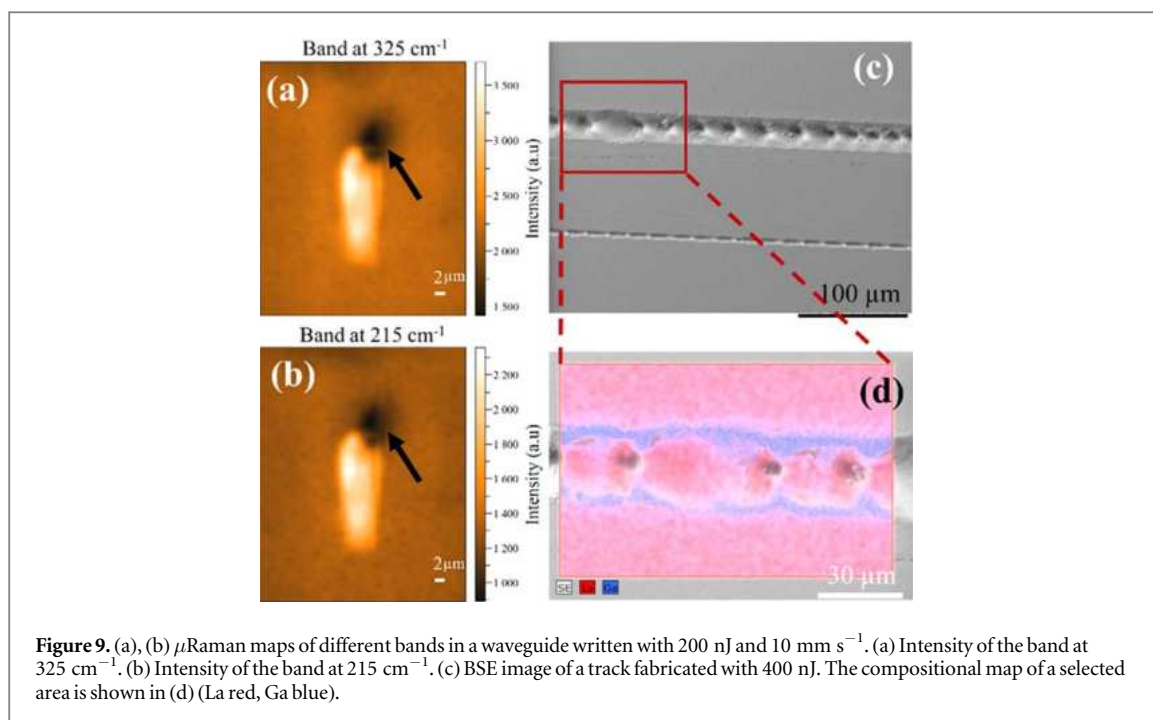 Band at 325 cm-1
(a)
3 500
3 000
2 500
2 000
1 500
Intensity (a.u)
2μm
(c)
100 μm
Band at 215 cm-1
(b)
2 200
2 000
1 800
1 600
1 400
1 200
1 000
Intensity (a.u)
2μm
(d)
SE La Ga
30 μm
Figure 9. (a), (b) μRaman maps of different bands in a waveguide written with 200 nJ and 10 mm s−1. (a) Intensity of the band at
325 cm−1. (b) Intensity of the band at 215 cm−1. (c) BSE image of a track fabricated with 400 nJ. The compositional map of a selected
area is shown in (d) (La red, Ga blue).